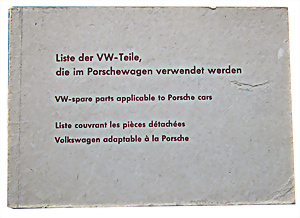 Liste der VW-Teile,
die im Porschewagen verwendet werden
VW-spare parts applicable to Porsche cars
Liste couvrant les pièces détachées
Volkswagen adaptable à la Porsche